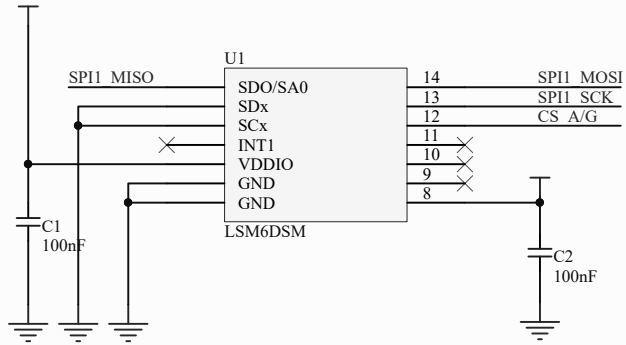 U1
SPI1_MISO
SDO/SA0
SDx
SCx
INT1
VDDIO
GND
GND
14
13
12
11
10
9
8
SPI1_MOSI
SPI1_SCK
CS_A/G
LSM6DSM
C1
100nF
C2
100nF